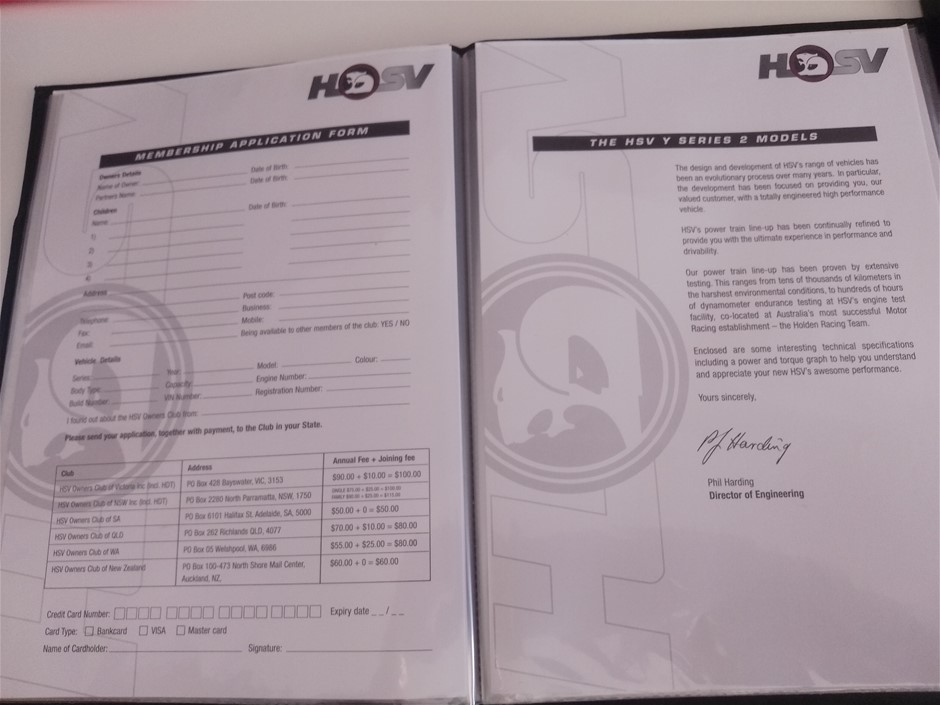 HSV
MEMBERSHIP APPLICATION FORM
Owners Details
Name of Owner: Date of Birth:
Partners Name: Date of Birth:
Children
Name: Date of Birth:
1)
2)
3)
4)
Address:
Post code:
Telephone: Business:
Fax: Mobile:
Email: Being available to other members of the club: YES / NO
Vehicle Details
Series: Year: Model: Colour:
Body Type: Capacity: Engine Number:
Build Number: VIN Number: Registration Number:
I found out about the HSV Owners Club from:
Please send your application, together with payment, to the Club in your State.
Club Address Annual Fee + Joining fee
HSV Owners Club of Victoria Inc (incl. HDT) PO Box 428 Bayswater, VIC, 3153 $90.00 + $10.00 = $100.00
HSV Owners Club of NSW Inc (incl. HDT) PO Box 2280 North Parramatta, NSW, 1750
HSV Owners Club of SA PO Box 6101 Halifax St. Adelaide, SA, 5000 $50.00 + 0 = $50.00
HSV Owners Club of QLD PO Box 262 Richlands QLD, 4077 $70.00 + $10.00 = $80.00
HSV Owners Club of WA PO Box 05 Welshpool, WA, 6986 $55.00 + $25.00 = $80.00
HSV Owners Club of New Zealand PO Box 100-473 North Shore Mail Center, $60.00 + 0 = $60.00
Auckland, NZ,
Credit Card Number: Expiry date _ _ / _ _
Card Type: Bankcard VISA Master card
Name of Cardholder: Signature:
HSV
THE HSV Y SERIES 2 MODELS
The design and development of HSV's range of vehicles has
been an evolutionary process over many years. In particular,
the development has been focused on providing you, our
valued customer, with a totally engineered high performance
vehicle.
HSV's power train line-up has been continually refined to
provide you with the ultimate experience in performance and
drivability.
Our power train line-up has been proven by extensive
testing. This ranges from tens of thousands of kilometers in
the harshest environmental conditions, to hundreds of hours
of dynamometer endurance testing at HSV's engine test
facility, co-located at Australia's most successful Motor
Racing establishment – the Holden Racing Team.
Enclosed are some interesting technical specifications
including a power and torque graph to help you understand
and appreciate your new HSV's awesome performance.
Yours sincerely,
PJ Harding
Phil Harding
Director of Engineering